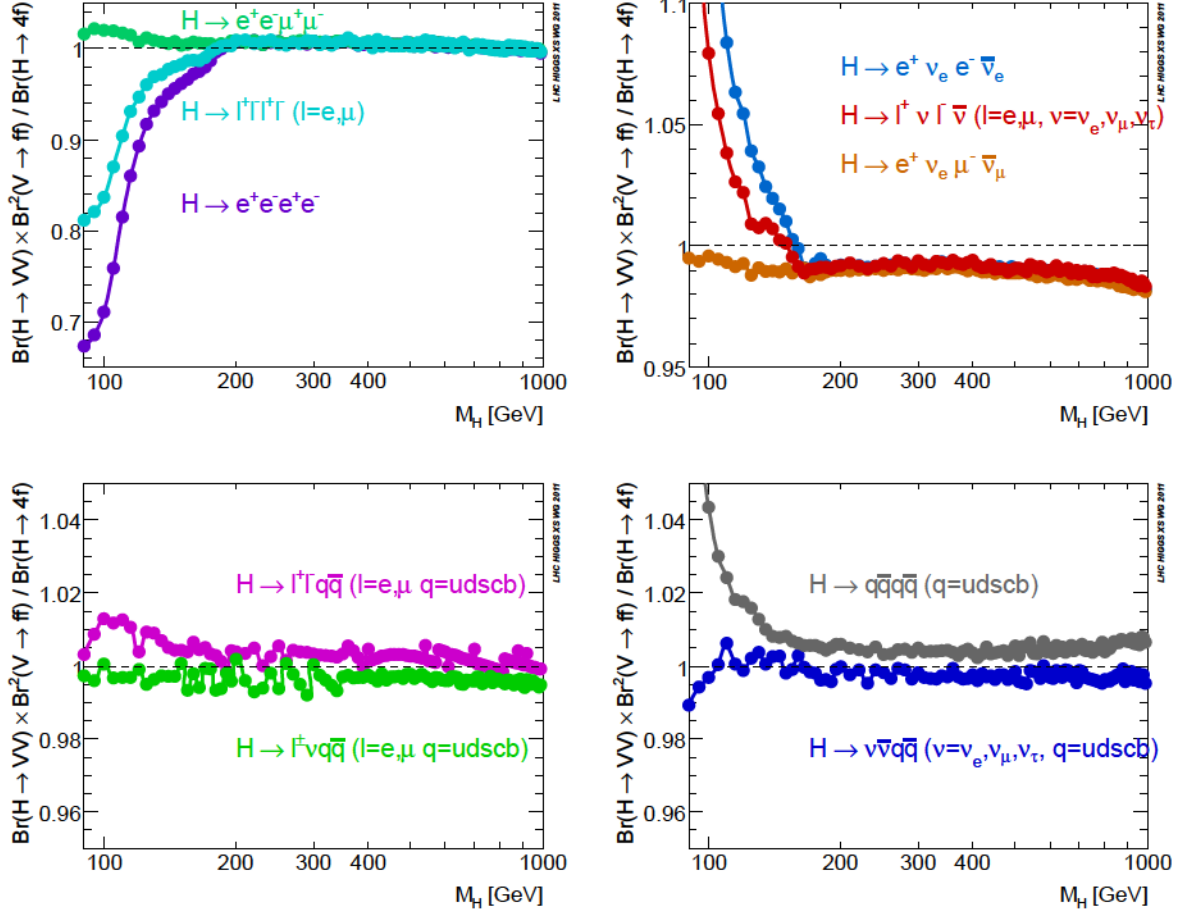 Br(H → VV) × Br²(V → ff) / Br(H → 4f)
1
0.9
0.8
0.7
H → e⁺e⁻μ⁺μ⁻
H → l⁺l⁻l⁺l⁻ (l=e,μ)
H → e⁺e⁻e⁺e⁻
LHC HIGGS XS WG 2011
100 200 300 400 1000
M_H [GeV]
Br(H → VV) × Br²(V → ff) / Br(H → 4f)
1.1
1.05
1
0.95
H → e⁺ ν_e e⁻ ν̅_e
H → l⁺ ν l⁻ ν̅ (l=e,μ, ν=ν_e,ν_μ,ν_τ)
H → e⁺ ν_e μ⁻ ν̅_μ
LHC HIGGS XS WG 2011
100 200 300 400 1000
M_H [GeV]
Br(H → VV) × Br²(V → ff) / Br(H → 4f)
1.04
1.02
1
0.98
0.96
H → l⁺l⁻qq̅ (l=e,μ q=udscb)
H → l±νqq̅ (l=e,μ q=udscb)
LHC HIGGS XS WG 2011
100 200 300 400 1000
M_H [GeV]
Br(H → VV) × Br²(V → ff) / Br(H → 4f)
1.04
1.02
1
0.98
0.96
H → qq̅qq̅ (q=udscb)
H → νν̅qq̅ (ν=ν_e,ν_μ,ν_τ, q=udscb)
LHC HIGGS XS WG 2011
100 200 300 400 1000
M_H [GeV]